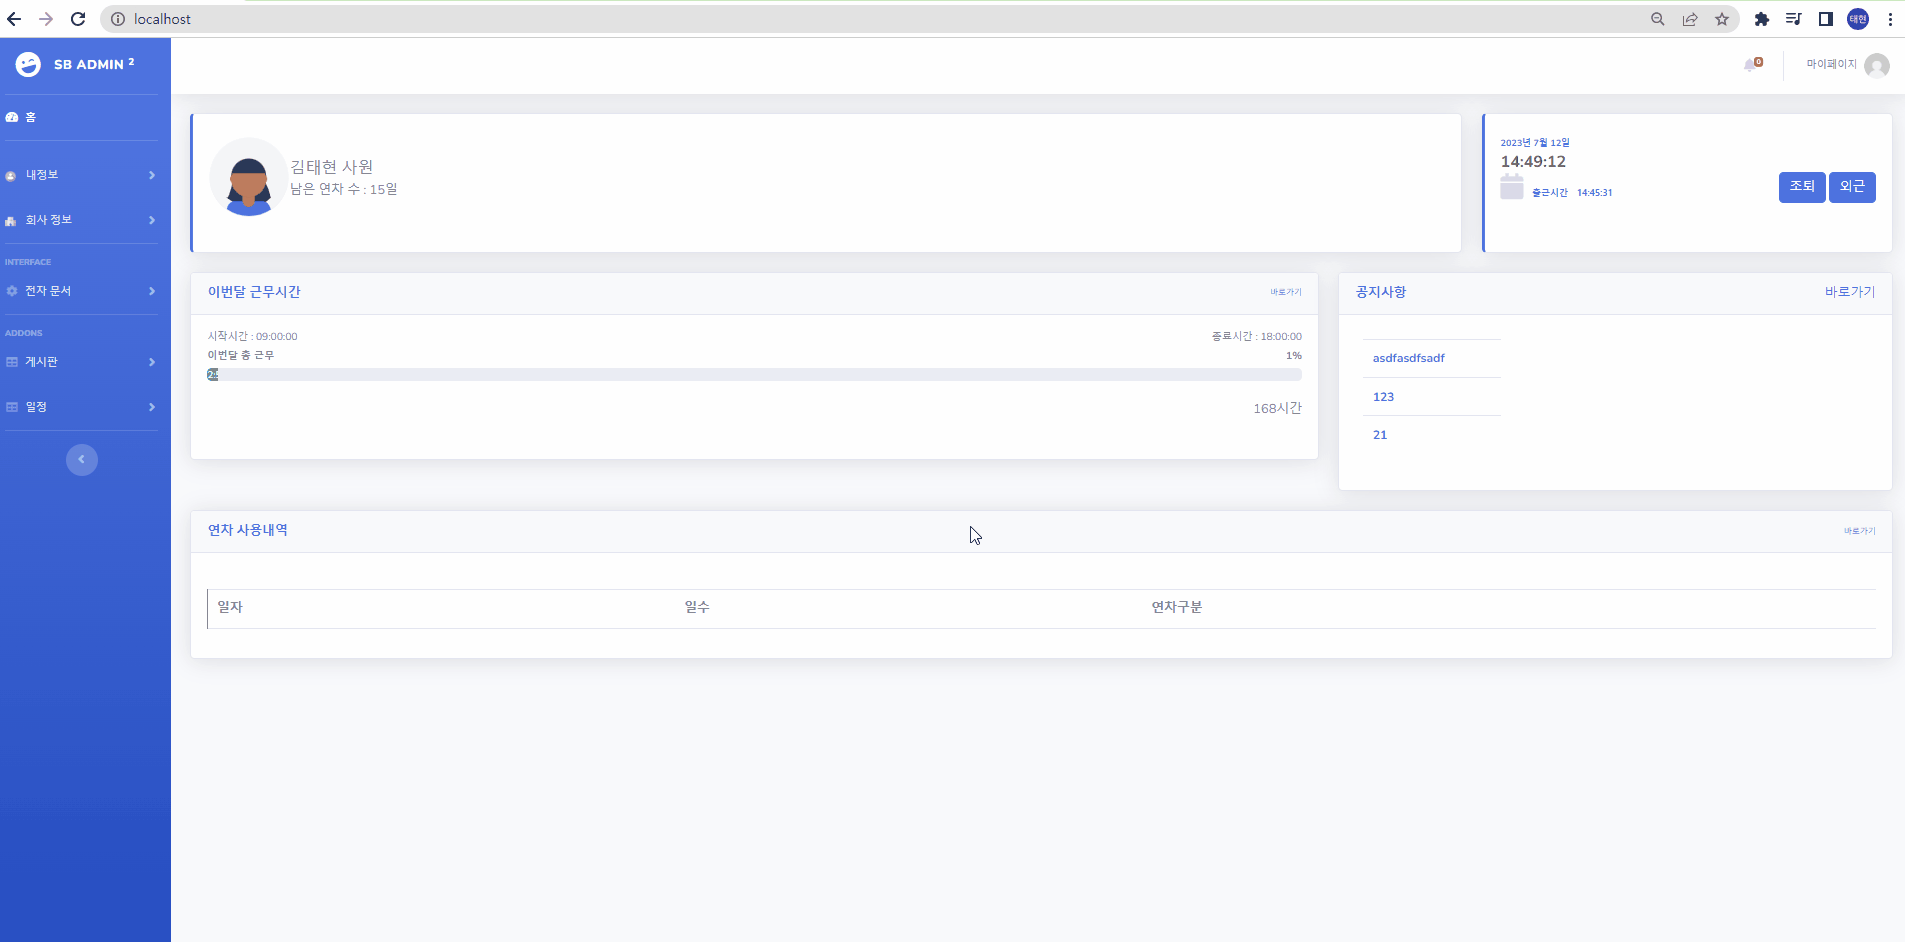 localhost
태현
SB ADMIN 2
0
마이페이지
홈
내정보
회사 정보
INTERFACE
전자 문서
ADDONS
게시판
일정
김태현 사원
남은 연차 수 : 15일
2023년 7월 12일
14:49:12
출근시간 14:45:31
조퇴 외근
이번달 근무시간 바로가기
시작시간 : 09:00:00 종료시간 : 18:00:00
이번달 총 근무 1%
168시간
공지사항 바로가기
asdfasdfsadf
123
21
연차 사용내역 바로가기
일자 일수 연차구분